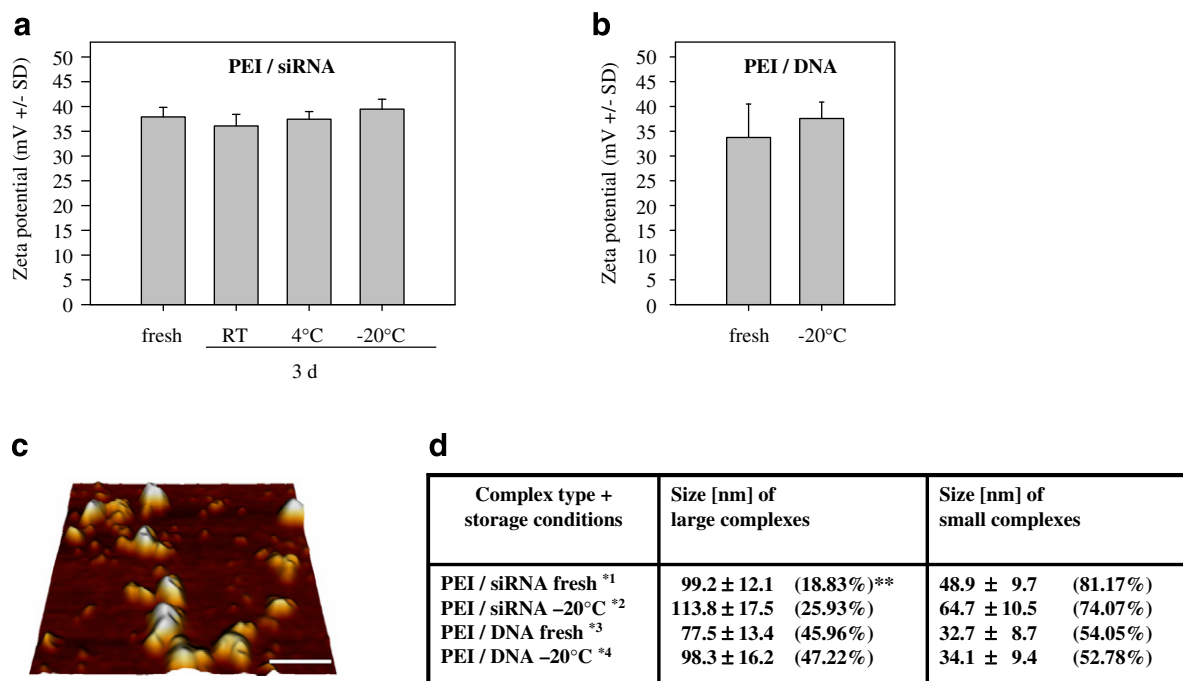 a
PEI / siRNA
Zeta potential (mV +/- SD)
50
45
40
35
30
25
20
15
10
5
0
fresh RT 4°C -20°C
3 d
b
PEI / DNA
Zeta potential (mV +/- SD)
50
45
40
35
30
25
20
15
10
5
0
fresh -20°C
c
d
Complex type + storage conditions
Size [nm] of large complexes
Size [nm] of small complexes
PEI / siRNA fresh *1 99.2 ± 12.1 (18.83%)** 48.9 ± 9.7 (81.17%)
PEI / siRNA –20°C *2 113.8 ± 17.5 (25.93%) 64.7 ± 10.5 (74.07%)
PEI / DNA fresh *3 77.5 ± 13.4 (45.96%) 32.7 ± 8.7 (54.05%)
PEI / DNA –20°C *4 98.3 ± 16.2 (47.22%) 34.1 ± 9.4 (52.78%)